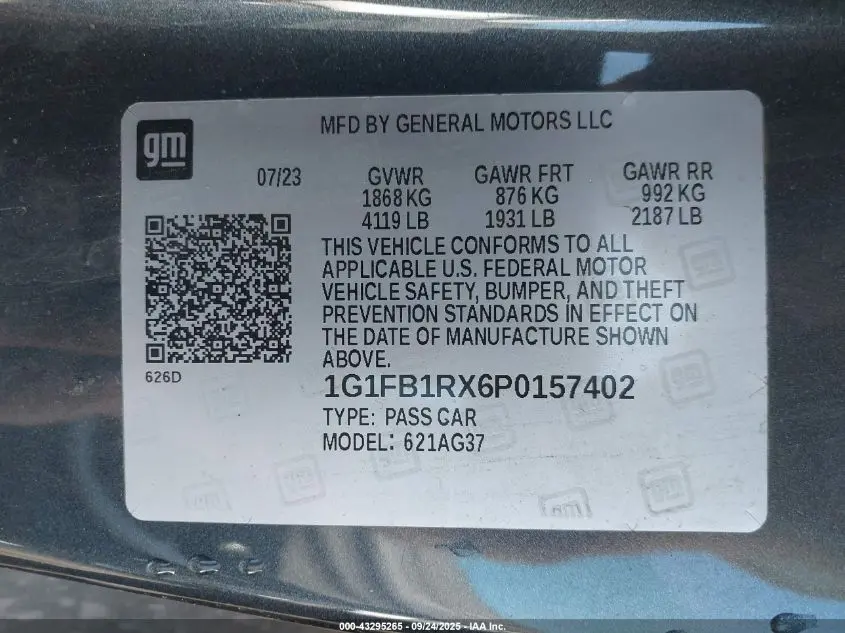 gm
MFD BY GENERAL MOTORS LLC
07/23 GVWR GAWR FRT GAWR RR
1868 KG 876 KG 992 KG
4119 LB 1931 LB 2187 LB
THIS VEHICLE CONFORMS TO ALL
APPLICABLE U.S. FEDERAL MOTOR
VEHICLE SAFETY, BUMPER, AND THEFT
PREVENTION STANDARDS IN EFFECT ON
THE DATE OF MANUFACTURE SHOWN
ABOVE.
626D
1G1FB1RX6P0157402
TYPE: PASS CAR
MODEL: 621AG37
gm
000-43295265 - 09/24/2025 - IAA Inc.